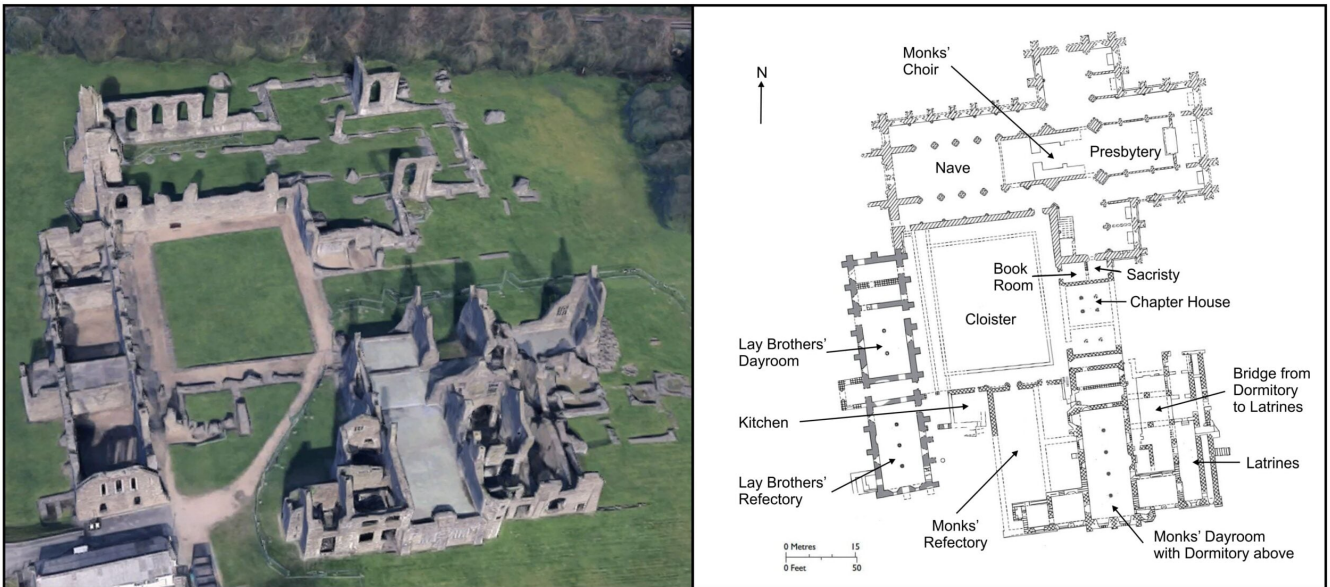 N
Monks'
Choir
Nave
Presbytery
Book
Room
Sacristy
Chapter House
Cloister
Lay Brothers'
Dayroom
Bridge from
Dormitory
to Latrines
Kitchen
Latrines
Lay Brothers'
Refectory
Monks'
Refectory
Monks' Dayroom
with Dormitory above
0 Metres 15
0 Feet 50